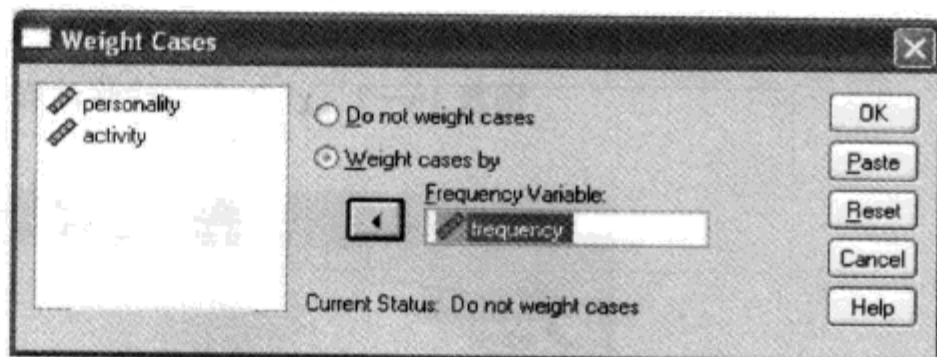 Weight Cases
personality
activity
Do not weight cases
Weight cases by
Frequency Variable:
frequency
Current Status: Do not weight cases
OK
Paste
Reset
Cancel
Help